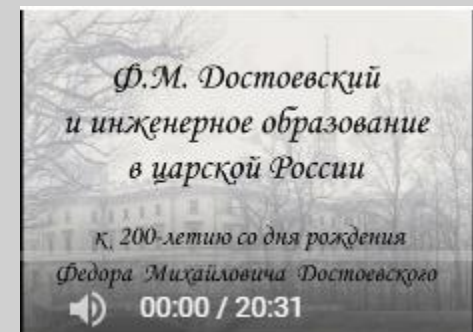 Ф.М. Достоевский
и инженерное образование
в царской России
к 200-летию со дня рождения
Федора Михайловича Достоевского
00:00 / 20:31